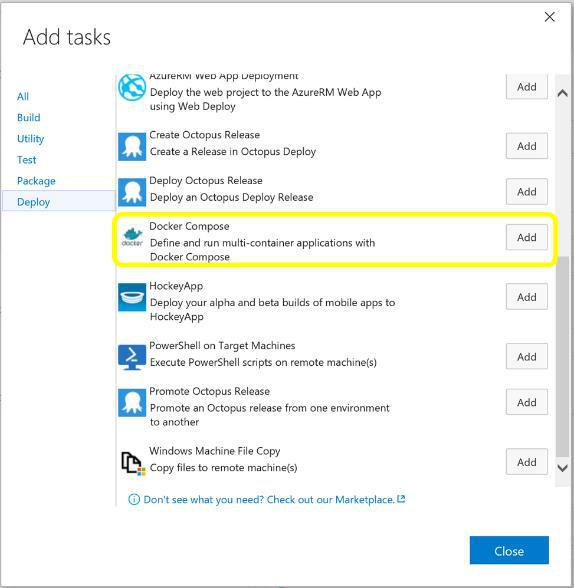 Add tasks
All
Build
Utility
Test
Package
Deploy
AzureRM Web App Deployment
Deploy the web project to the AzureRM Web App
using Web Deploy
Add
Create Octopus Release
Create a Release in Octopus Deploy
Add
Deploy Octopus Release
Deploy an Octopus Deploy Release
Add
docker
Docker Compose
Define and run multi-container applications with
Docker Compose
Add
HockeyApp
Deploy your alpha and beta builds of mobile apps to
HockeyApp
Add
PowerShell on Target Machines
Execute PowerShell scripts on remote machine(s)
Add
Promote Octopus Release
Promote an Octopus release from one environment
to another
Add
Windows Machine File Copy
Copy files to remote machine(s)
Add
Don't see what you need? Check out our Marketplace.
Close